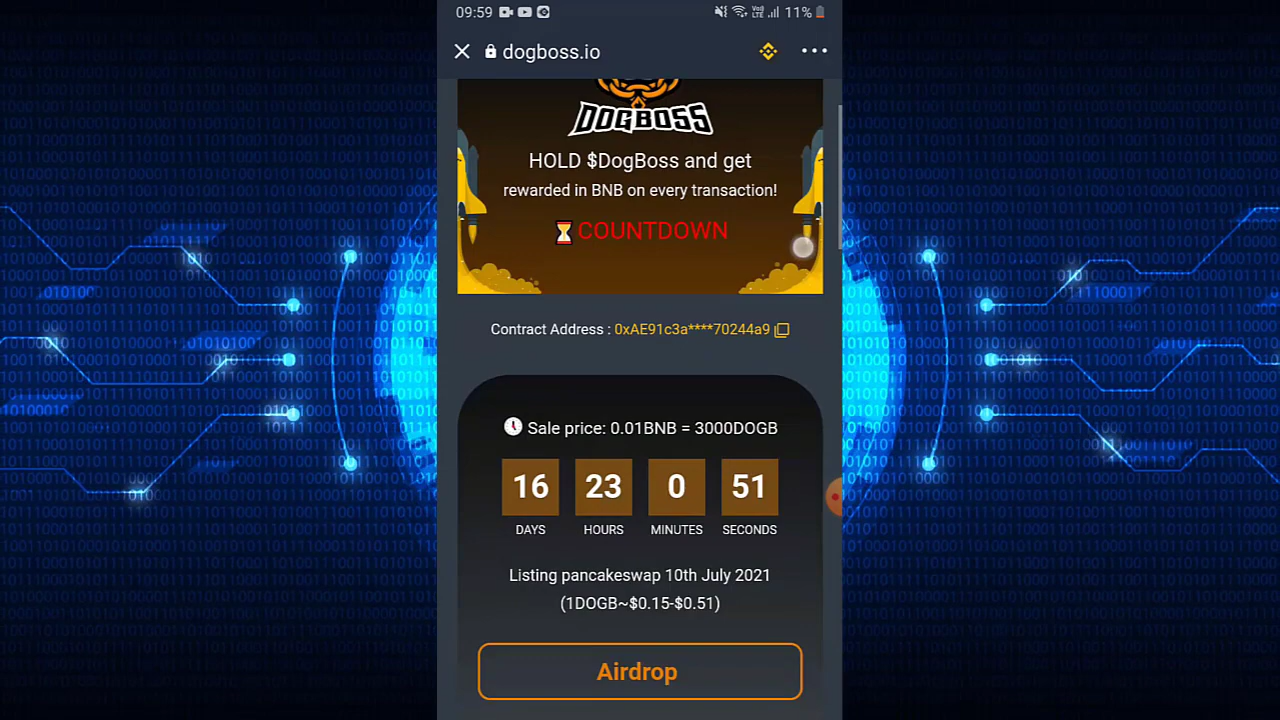 09:59
Vo) LTE 11%
dogboss.io
DOGBOSS
HOLD $DogBoss and get
rewarded in BNB on every transaction!
COUNTDOWN
Contract Address : 0xAE91c3a****70244a9
Sale price: 0.01BNB = 3000DOGB
16 23 0 51
DAYS HOURS MINUTES SECONDS
Listing pancakeswap 10th July 2021
(1DOGB~$0.15-$0.51)
Airdrop